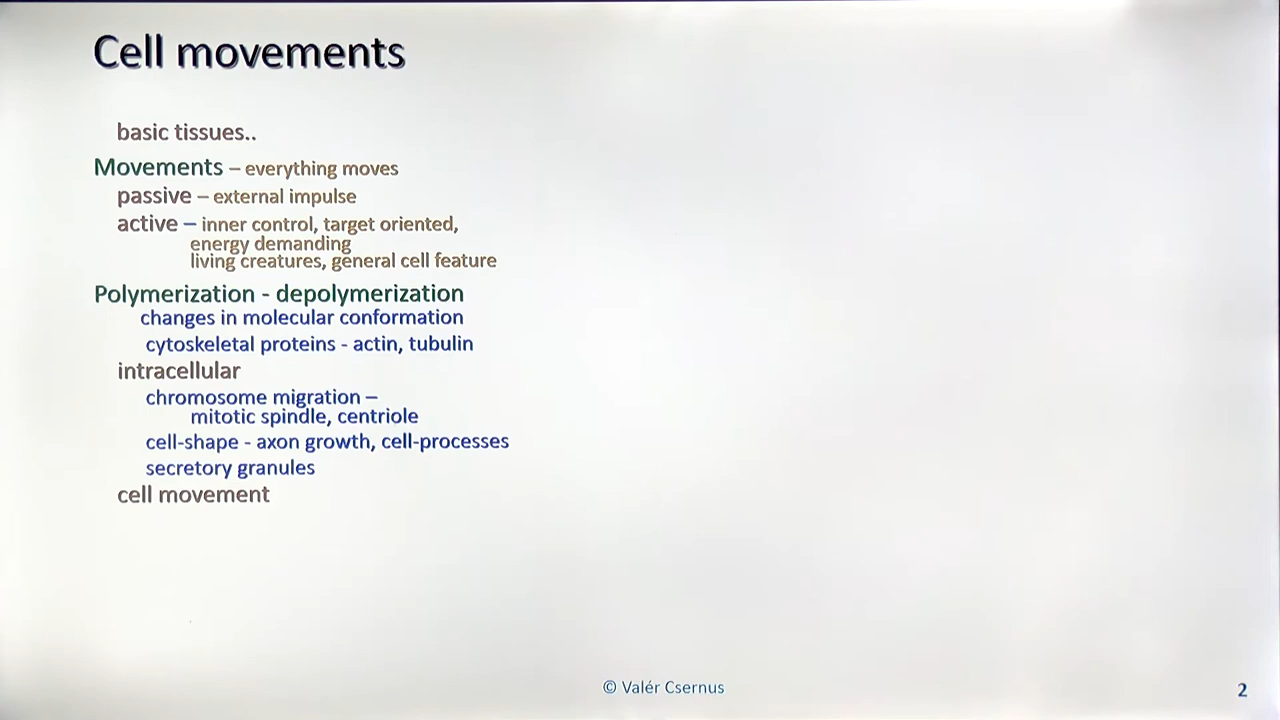 Cell movements
basic tissues..
Movements – everything moves
passive – external impulse
active – inner control, target oriented,
energy demanding
living creatures, general cell feature
Polymerization - depolymerization
changes in molecular conformation
cytoskeletal proteins - actin, tubulin
intracellular
chromosome migration –
mitotic spindle, centriole
cell-shape - axon growth, cell-processes
secretory granules
cell movement
© Valér Csernus
2